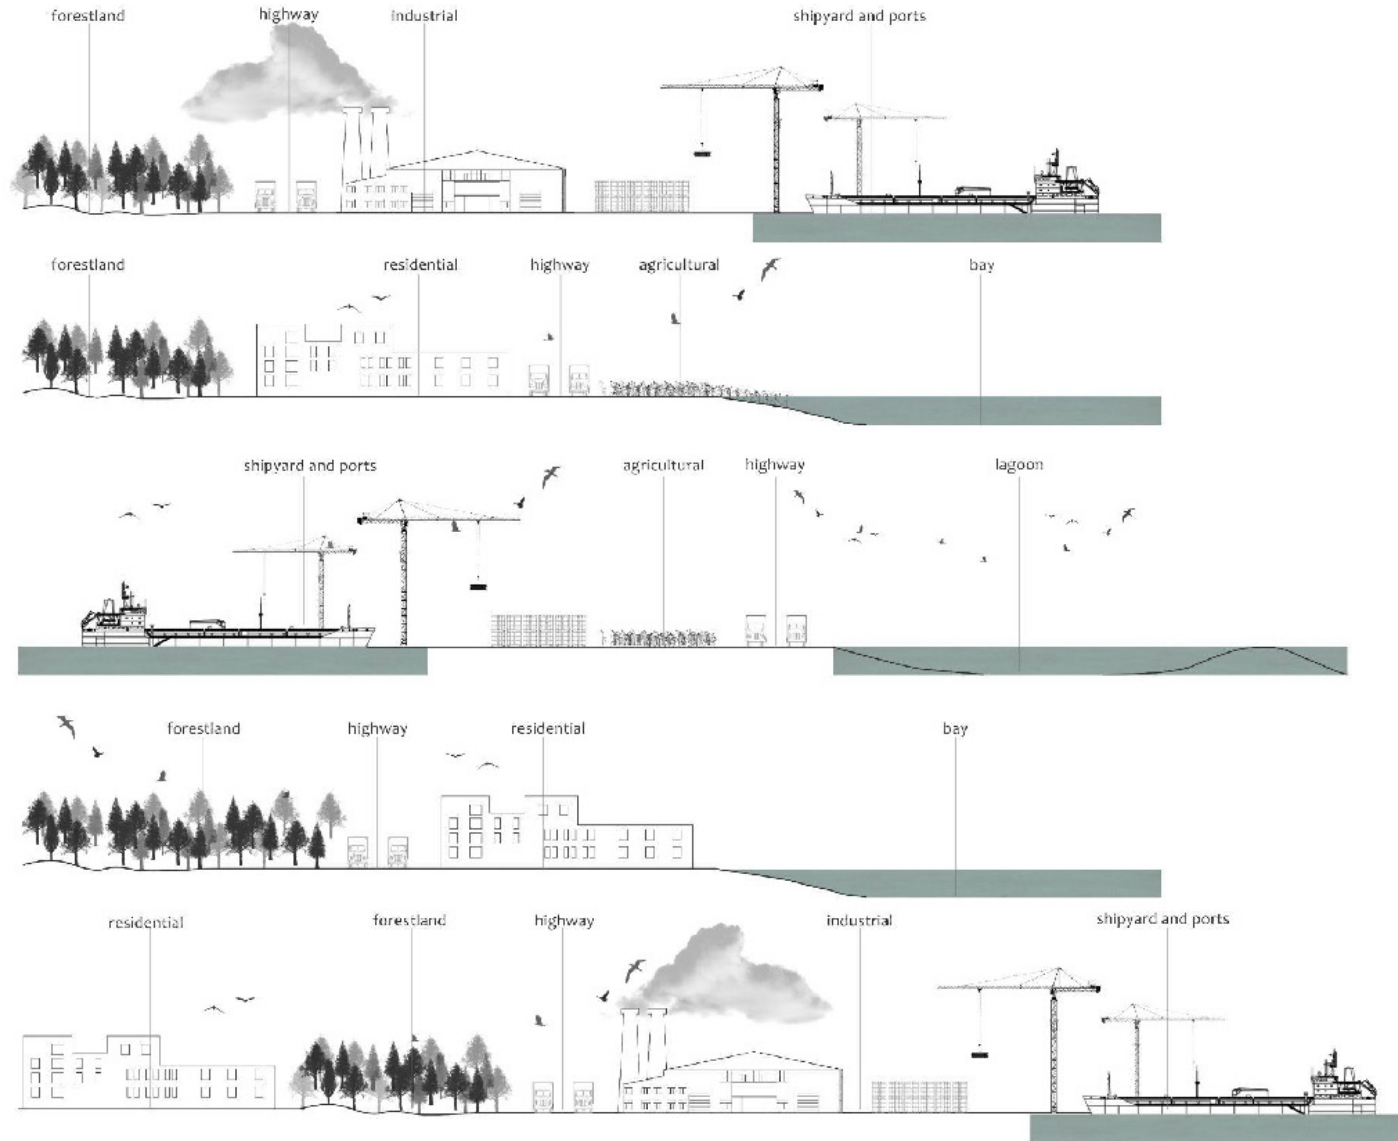 forestland highway industrial shipyard and ports
forestland residential highway agricultural bay
shipyard and ports agricultural highway lagoon
forestland highway residential bay
residential forestland highway industrial shipyard and ports